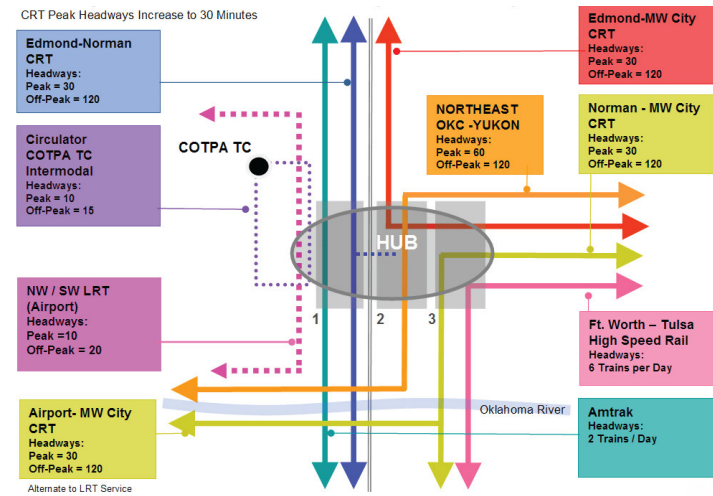 CRT Peak Headways Increase to 30 Minutes
Edmond-Norman
CRT
Headways:
Peak = 30
Off-Peak = 120
Edmond-MW City
CRT
Headways:
Peak = 30
Off-Peak = 120
NORTHEAST
OKC -YUKON
Headways:
Peak = 60
Off-Peak = 120
Norman - MW City
CRT
Headways:
Peak = 30
Off-Peak = 120
Circulator
COTPA TC
Intermodal
Headways:
Peak = 10
Off-Peak = 15
COTPA TC
HUB
1
2
3
NW / SW LRT
(Airport)
Headways:
Peak =10
Off-Peak = 20
Ft. Worth – Tulsa
High Speed Rail
Headways:
6 Trains per Day
Airport- MW City
CRT
Headways:
Peak = 30
Off-Peak = 120
Oklahoma River
Amtrak
Headways:
2 Trains / Day
Alternate to LRT Service